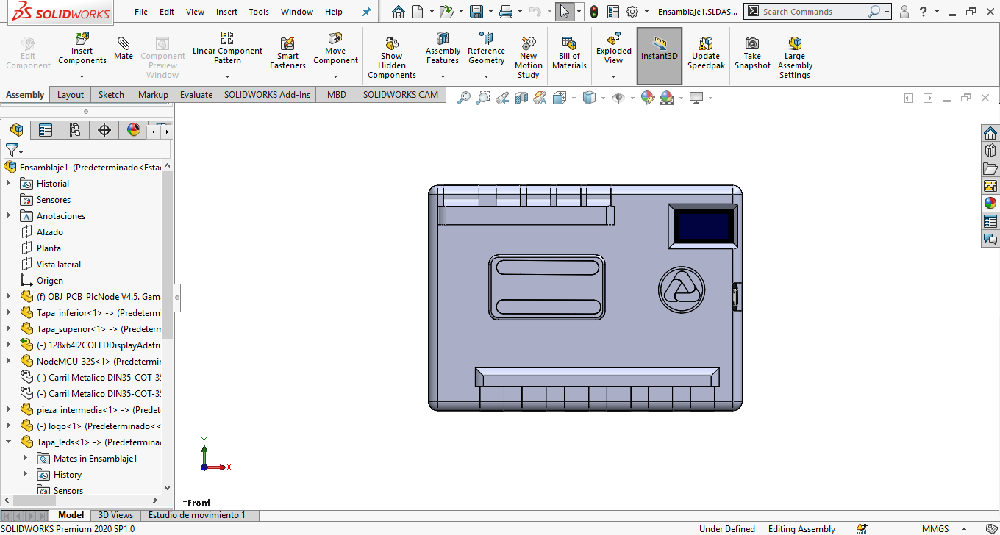 SOLIDWORKS
File Edit View Insert Tools Window Help
Ensamblaje1.SLDAS...
Search Commands
Edit Component
Insert Components
Mate
Component Preview Window
Linear Component Pattern
Smart Fasteners
Move Component
Show Hidden Components
Assembly Features
Reference Geometry
New Motion Study
Bill of Materials
Exploded View
Instant3D
Update Speedpak
Take Snapshot
Large Assembly Settings
Assembly Layout Sketch Markup Evaluate SOLIDWORKS Add-Ins MBD SOLIDWORKS CAM
Ensamblaje1 (Predeterminado<Esta
Historial
Sensores
Anotaciones
Alzado
Planta
Vista lateral
Origen
(f) OBJ_PCB_PlcNode V4.5. Gam
Tapa_inferior<1> -> (Predeterm
Tapa_superior<1> -> (Predeterm
(-) 128x64I2COLEDDisplayAdafru
NodeMCU-32S<1> (Predetermin
(-) Carril Metalico DIN35-COT-35
(-) Carril Metalico DIN35-COT-35
pieza_intermedia<1> -> (Predet
(-) logo<1> (Predeterminado<<
Tapa_leds<1> -> (Predetermina
Mates in Ensamblaje1
History
Sensors
Y
X
*Front
Model 3D Views Estudio de movimiento 1
SOLIDWORKS Premium 2020 SP1.0
Under Defined Editing Assembly MMGS